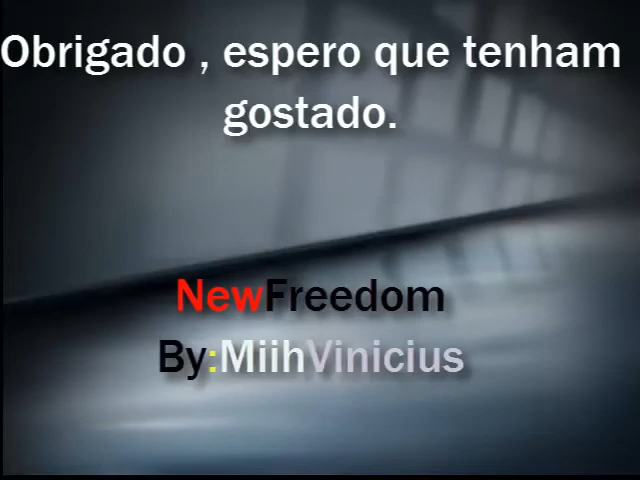 Obrigado , espero que tenham
gostado.
NewFreedom
By:MiihVinicius